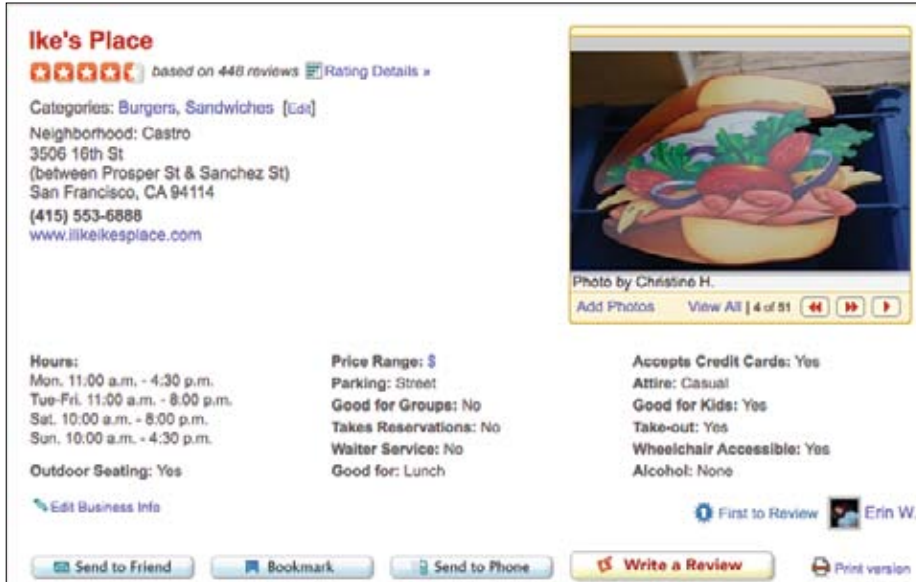 Ike's Place
based on 448 reviews Rating Details »
Categories: Burgers, Sandwiches [Edit]
Neighborhood: Castro
3506 16th St
(between Prosper St & Sanchez St)
San Francisco, CA 94114
(415) 553-6888
www.ilikeikesplace.com
Photo by Christine H.
Add Photos View All | 4 of 51
Hours:
Mon. 11:00 a.m. - 4:30 p.m.
Tue-Fri. 11:00 a.m. - 8:00 p.m.
Sat. 10:00 a.m. - 8:00 p.m.
Sun. 10:00 a.m. - 4:30 p.m.
Outdoor Seating: Yes
Price Range: $
Parking: Street
Good for Groups: No
Takes Reservations: No
Waiter Service: No
Good for: Lunch
Accepts Credit Cards: Yes
Attire: Casual
Good for Kids: Yes
Take-out: Yes
Wheelchair Accessible: Yes
Alcohol: None
Edit Business Info
First to Review Erin W.
Send to Friend
Bookmark
Send to Phone
Write a Review
Print version